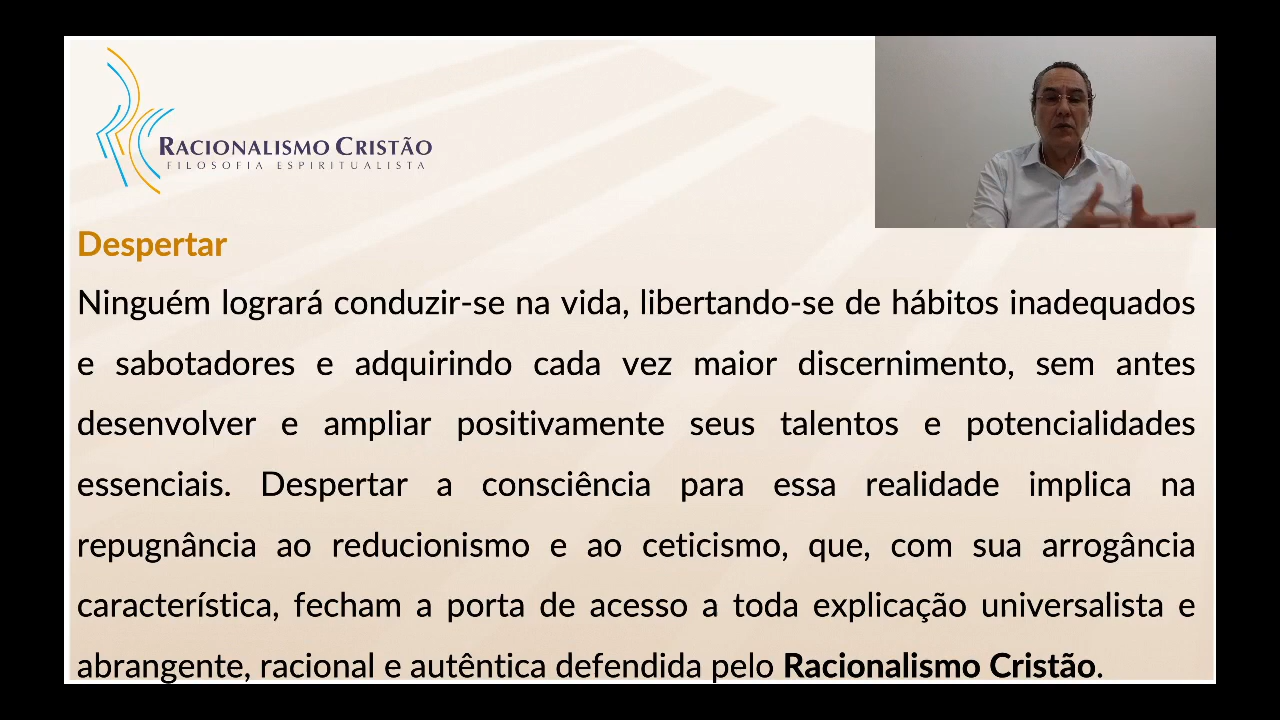 RACIONALISMO CRISTÃO
FILOSOFIA ESPIRITUALISTA
Despertar
Ninguém logrará conduzir-se na vida, libertando-se de hábitos inadequados
e sabotadores e adquirindo cada vez maior discernimento, sem antes
desenvolver e ampliar positivamente seus talentos e potencialidades
essenciais. Despertar a consciência para essa realidade implica na
repugnância ao reducionismo e ao ceticismo, que, com sua arrogância
característica, fecham a porta de acesso a toda explicação universalista e
abrangente, racional e autêntica defendida pelo Racionalismo Cristão.